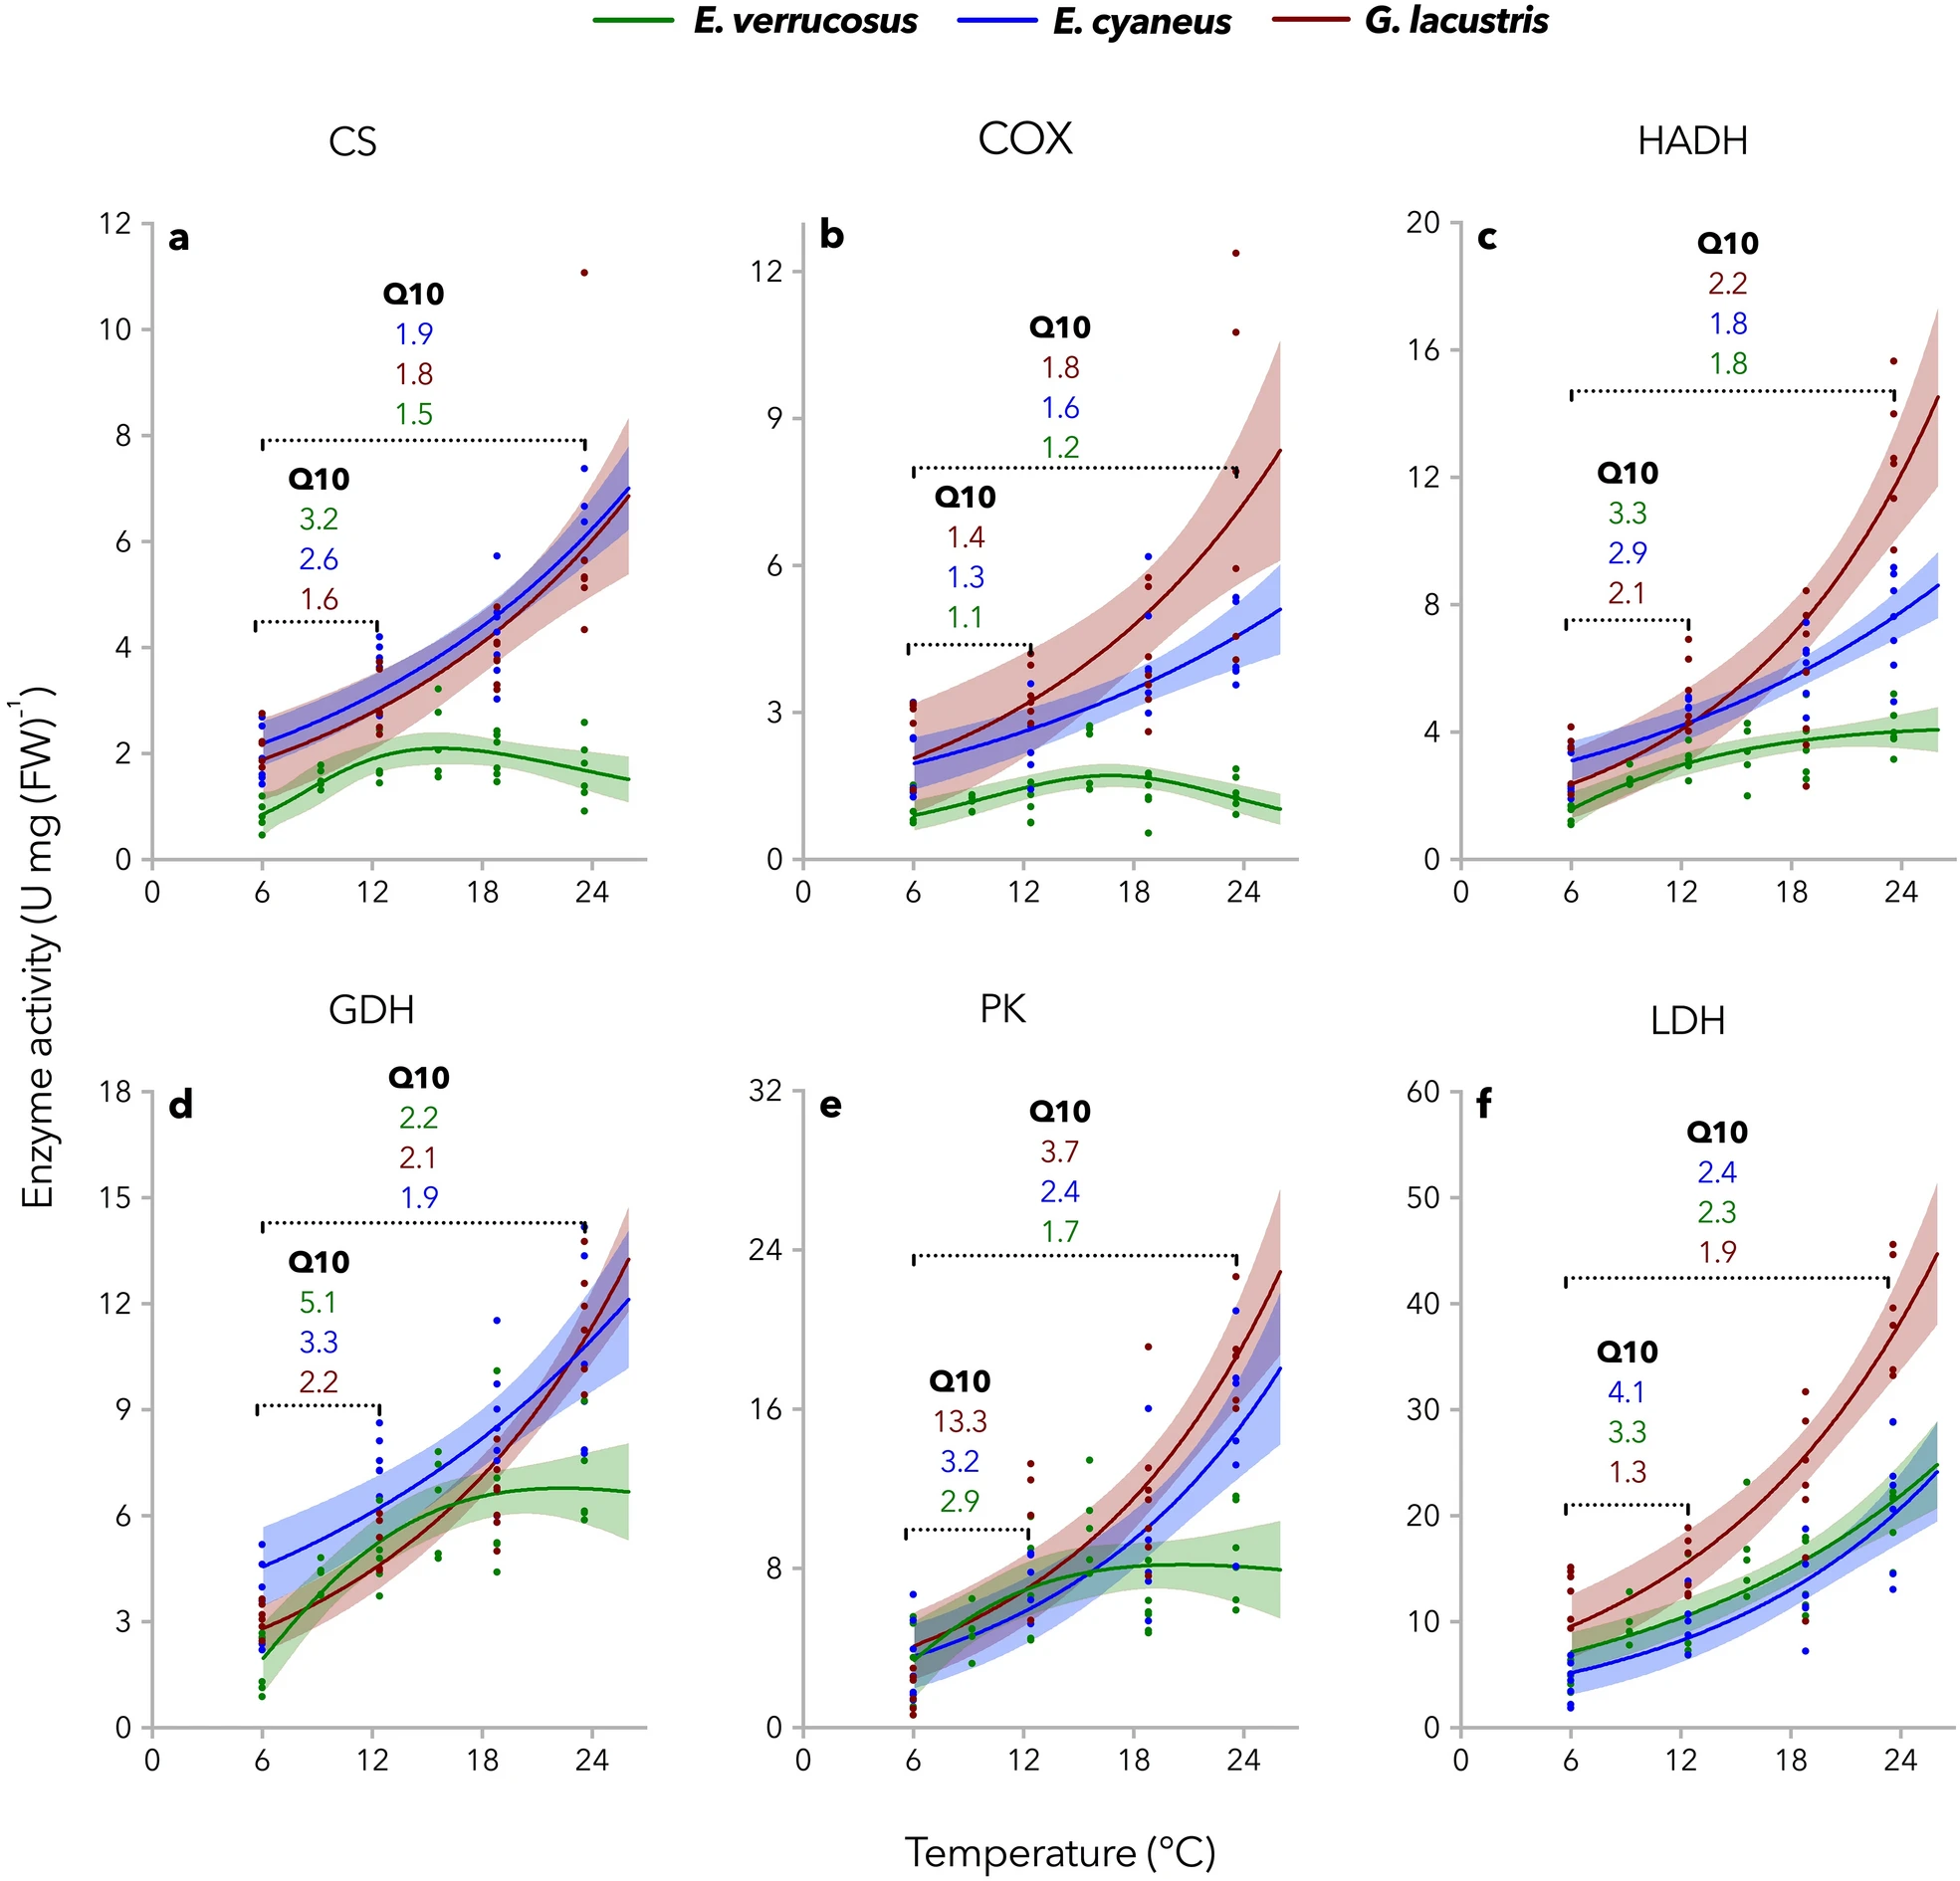 E. verrucosus E. cyaneus G. lacustris
CS
COX
HADH
a
12
10
8
6
4
2
0
0 6 12 18 24
Q10
1.9
1.8
1.5
Q10
3.2
2.6
1.6
b
12
9
6
3
0
0 6 12 18 24
Q10
1.8
1.6
1.2
Q10
1.4
1.3
1.1
c
20
16
12
8
4
0
0 6 12 18 24
Q10
2.2
1.8
1.8
Q10
3.3
2.9
2.1
Enzyme activity (U mg (FW)⁻¹)
GDH
PK
LDH
d
18
15
12
9
6
3
0
0 6 12 18 24
Q10
2.2
2.1
1.9
Q10
5.1
3.3
2.2
e
32
24
16
8
0
0 6 12 18 24
Q10
3.7
2.4
1.7
Q10
13.3
3.2
2.9
f
60
50
40
30
20
10
0
0 6 12 18 24
Q10
2.4
2.3
1.9
Q10
4.1
3.3
1.3
Temperature (°C)